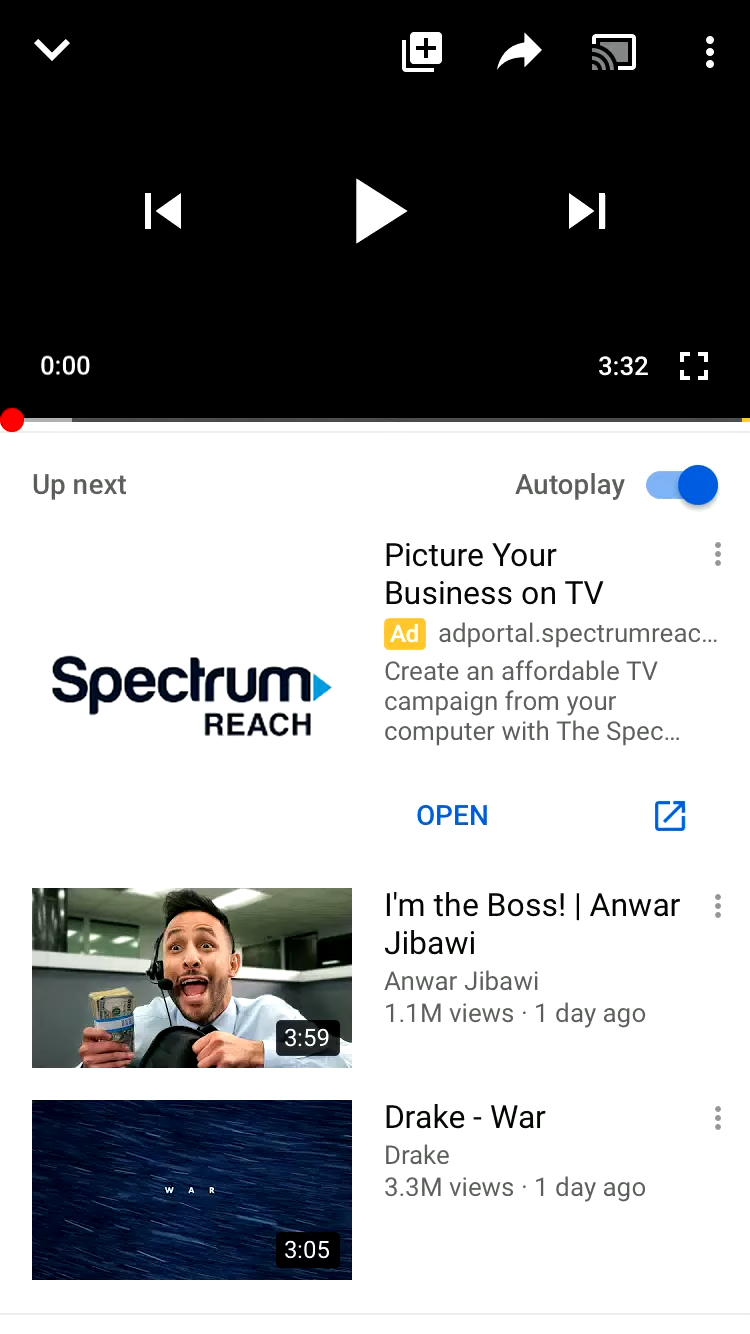 0:00
3:32
Up next
Autoplay
Picture Your
Business on TV
Ad adportal.spectrumreac...
Create an affordable TV
campaign from your
computer with The Spec...
Spectrum
REACH
OPEN
I'm the Boss! | Anwar
Jibawi
Anwar Jibawi
1.1M views · 1 day ago
3:59
Drake - War
Drake
3.3M views · 1 day ago
W A R
3:05